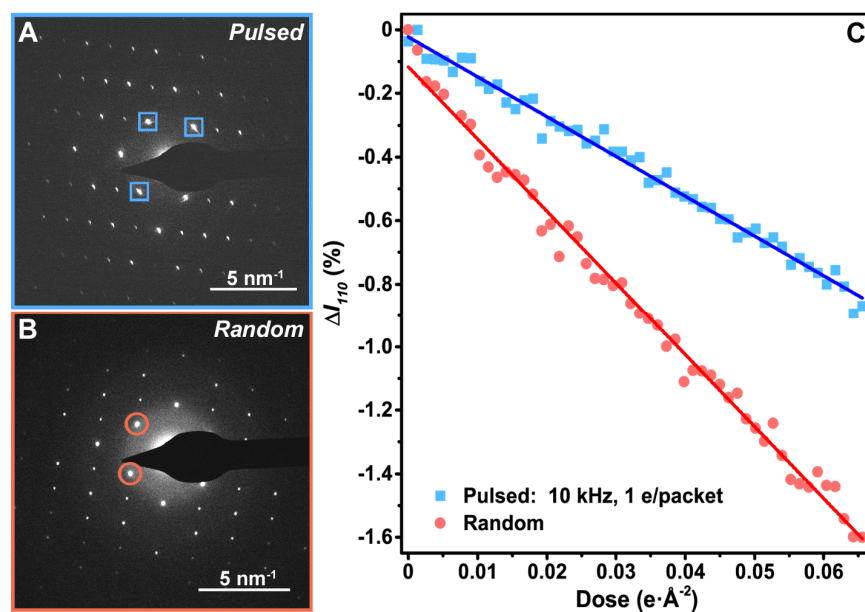 A
Pulsed
5 nm⁻¹
B
Random
5 nm⁻¹
C
0
-0.2
-0.4
-0.6
-0.8
-1.0
-1.2
-1.4
-1.6
ΔI₁₁₀ (%)
Pulsed: 10 kHz, 1 e/packet
Random
0 0.01 0.02 0.03 0.04 0.05 0.06
Dose (e·Å⁻²)